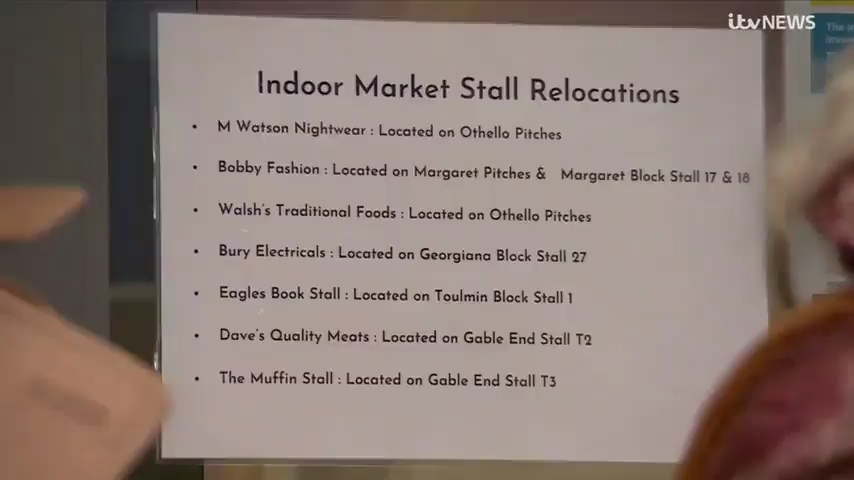 itvNEWS
Indoor Market Stall Relocations
• M Watson Nightwear : Located on Othello Pitches
• Bobby Fashion : Located on Margaret Pitches & Margaret Block Stall 17 & 18
• Walsh's Traditional Foods : Located on Othello Pitches
• Bury Electricals : Located on Georgiana Block Stall 27
• Eagles Book Stall : Located on Toulmin Block Stall 1
• Dave's Quality Meats : Located on Gable End Stall T2
• The Muffin Stall : Located on Gable End Stall T3